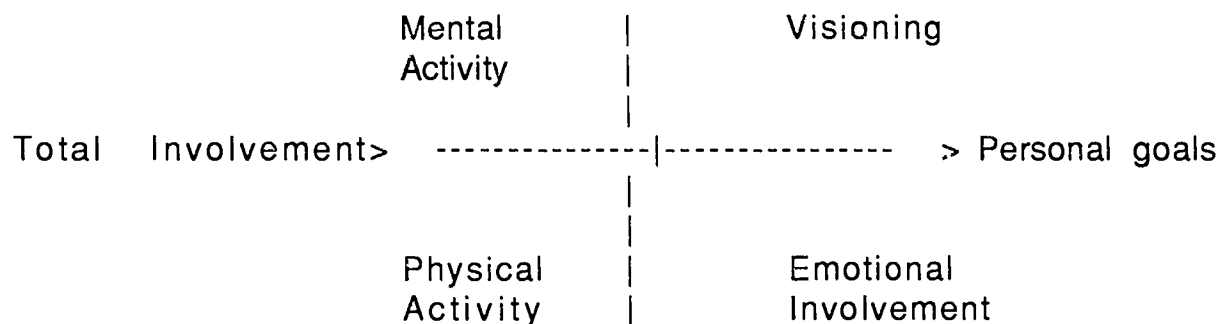 Mental Visioning
Activity
Total Involvement> > Personal goals
Physical Emotional
Activity Involvement